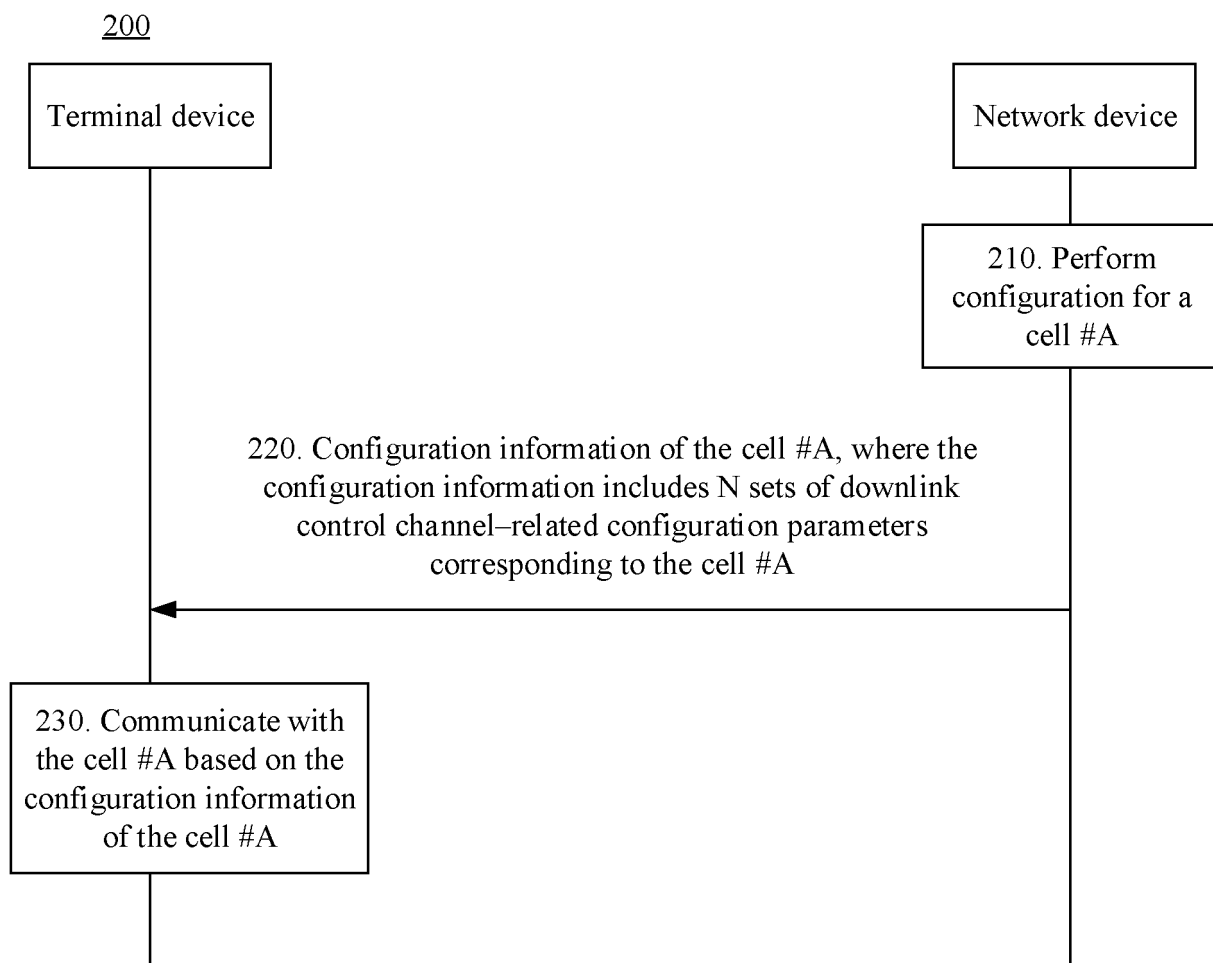 200
Terminal device
Network device
210. Perform
configuration for a
cell #A
220. Configuration information of the cell #A, where the
configuration information includes N sets of downlink
control channel–related configuration parameters
corresponding to the cell #A
230. Communicate with
the cell #A based on the
configuration information
of the cell #A